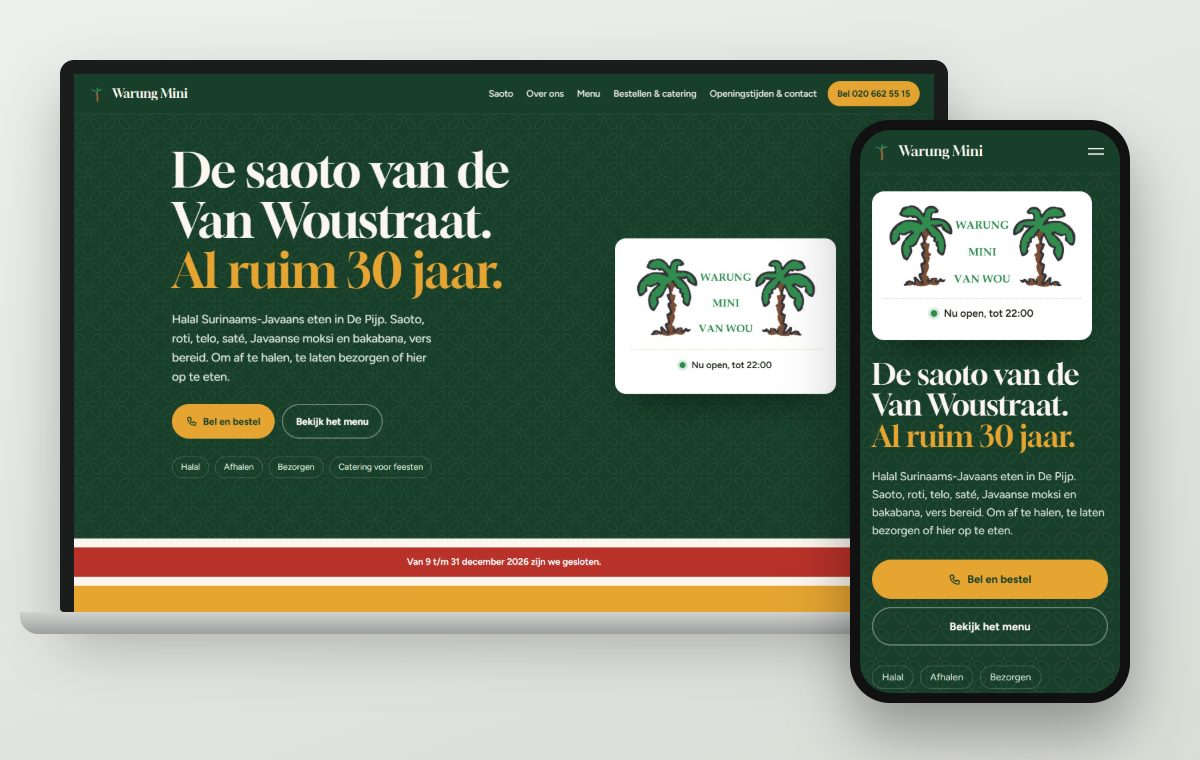 Warung Mini
Saoto Over ons Menu Bestellen & catering Openingstijden & contact Bel 020 662 55 15
De saoto van de
Van Woustraat.
Al ruim 30 jaar.
Halal Surinaams-Javaans eten in De Pijp. Saoto,
roti, telo, saté, Javaanse moksi en bakabana, vers
bereid. Om af te halen, te laten bezorgen of hier
op te eten.
Bel en bestel Bekijk het menu
Halal Afhalen Bezorgen Catering voor feesten
WARUNG
MINI
VAN WOU
Nu open, tot 22:00
Van 9 t/m 31 december 2026 zijn we gesloten.
Warung Mini
WARUNG
MINI
VAN WOU
Nu open, tot 22:00
De saoto van de
Van Woustraat.
Al ruim 30 jaar.
Halal Surinaams-Javaans eten in De Pijp.
Saoto, roti, telo, saté, Javaanse moksi en
bakabana, vers bereid. Om af te halen, te laten
bezorgen of hier op te eten.
Bel en bestel
Bekijk het menu
Halal Afhalen Bezorgen